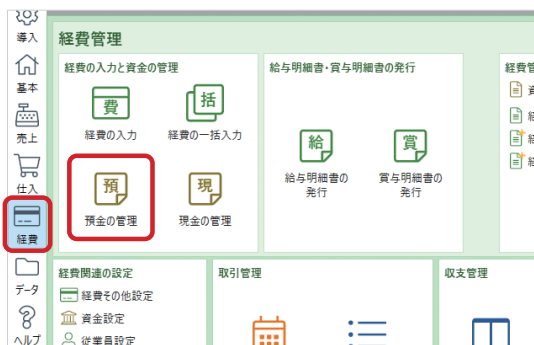 導入
基本
売上
仕入
経費
データ
ヘルプ
経費管理
経費の入力と資金の管理
費
経費の入力
括
経費の一括入力
預
預金の管理
現
現金の管理
給与明細書・賞与明細書の発行
給
給与明細書の
発行
賞
賞与明細書の
発行
経費管
経費関連の設定
経費その他設定
資金設定
従業員設定
取引管理
収支管理